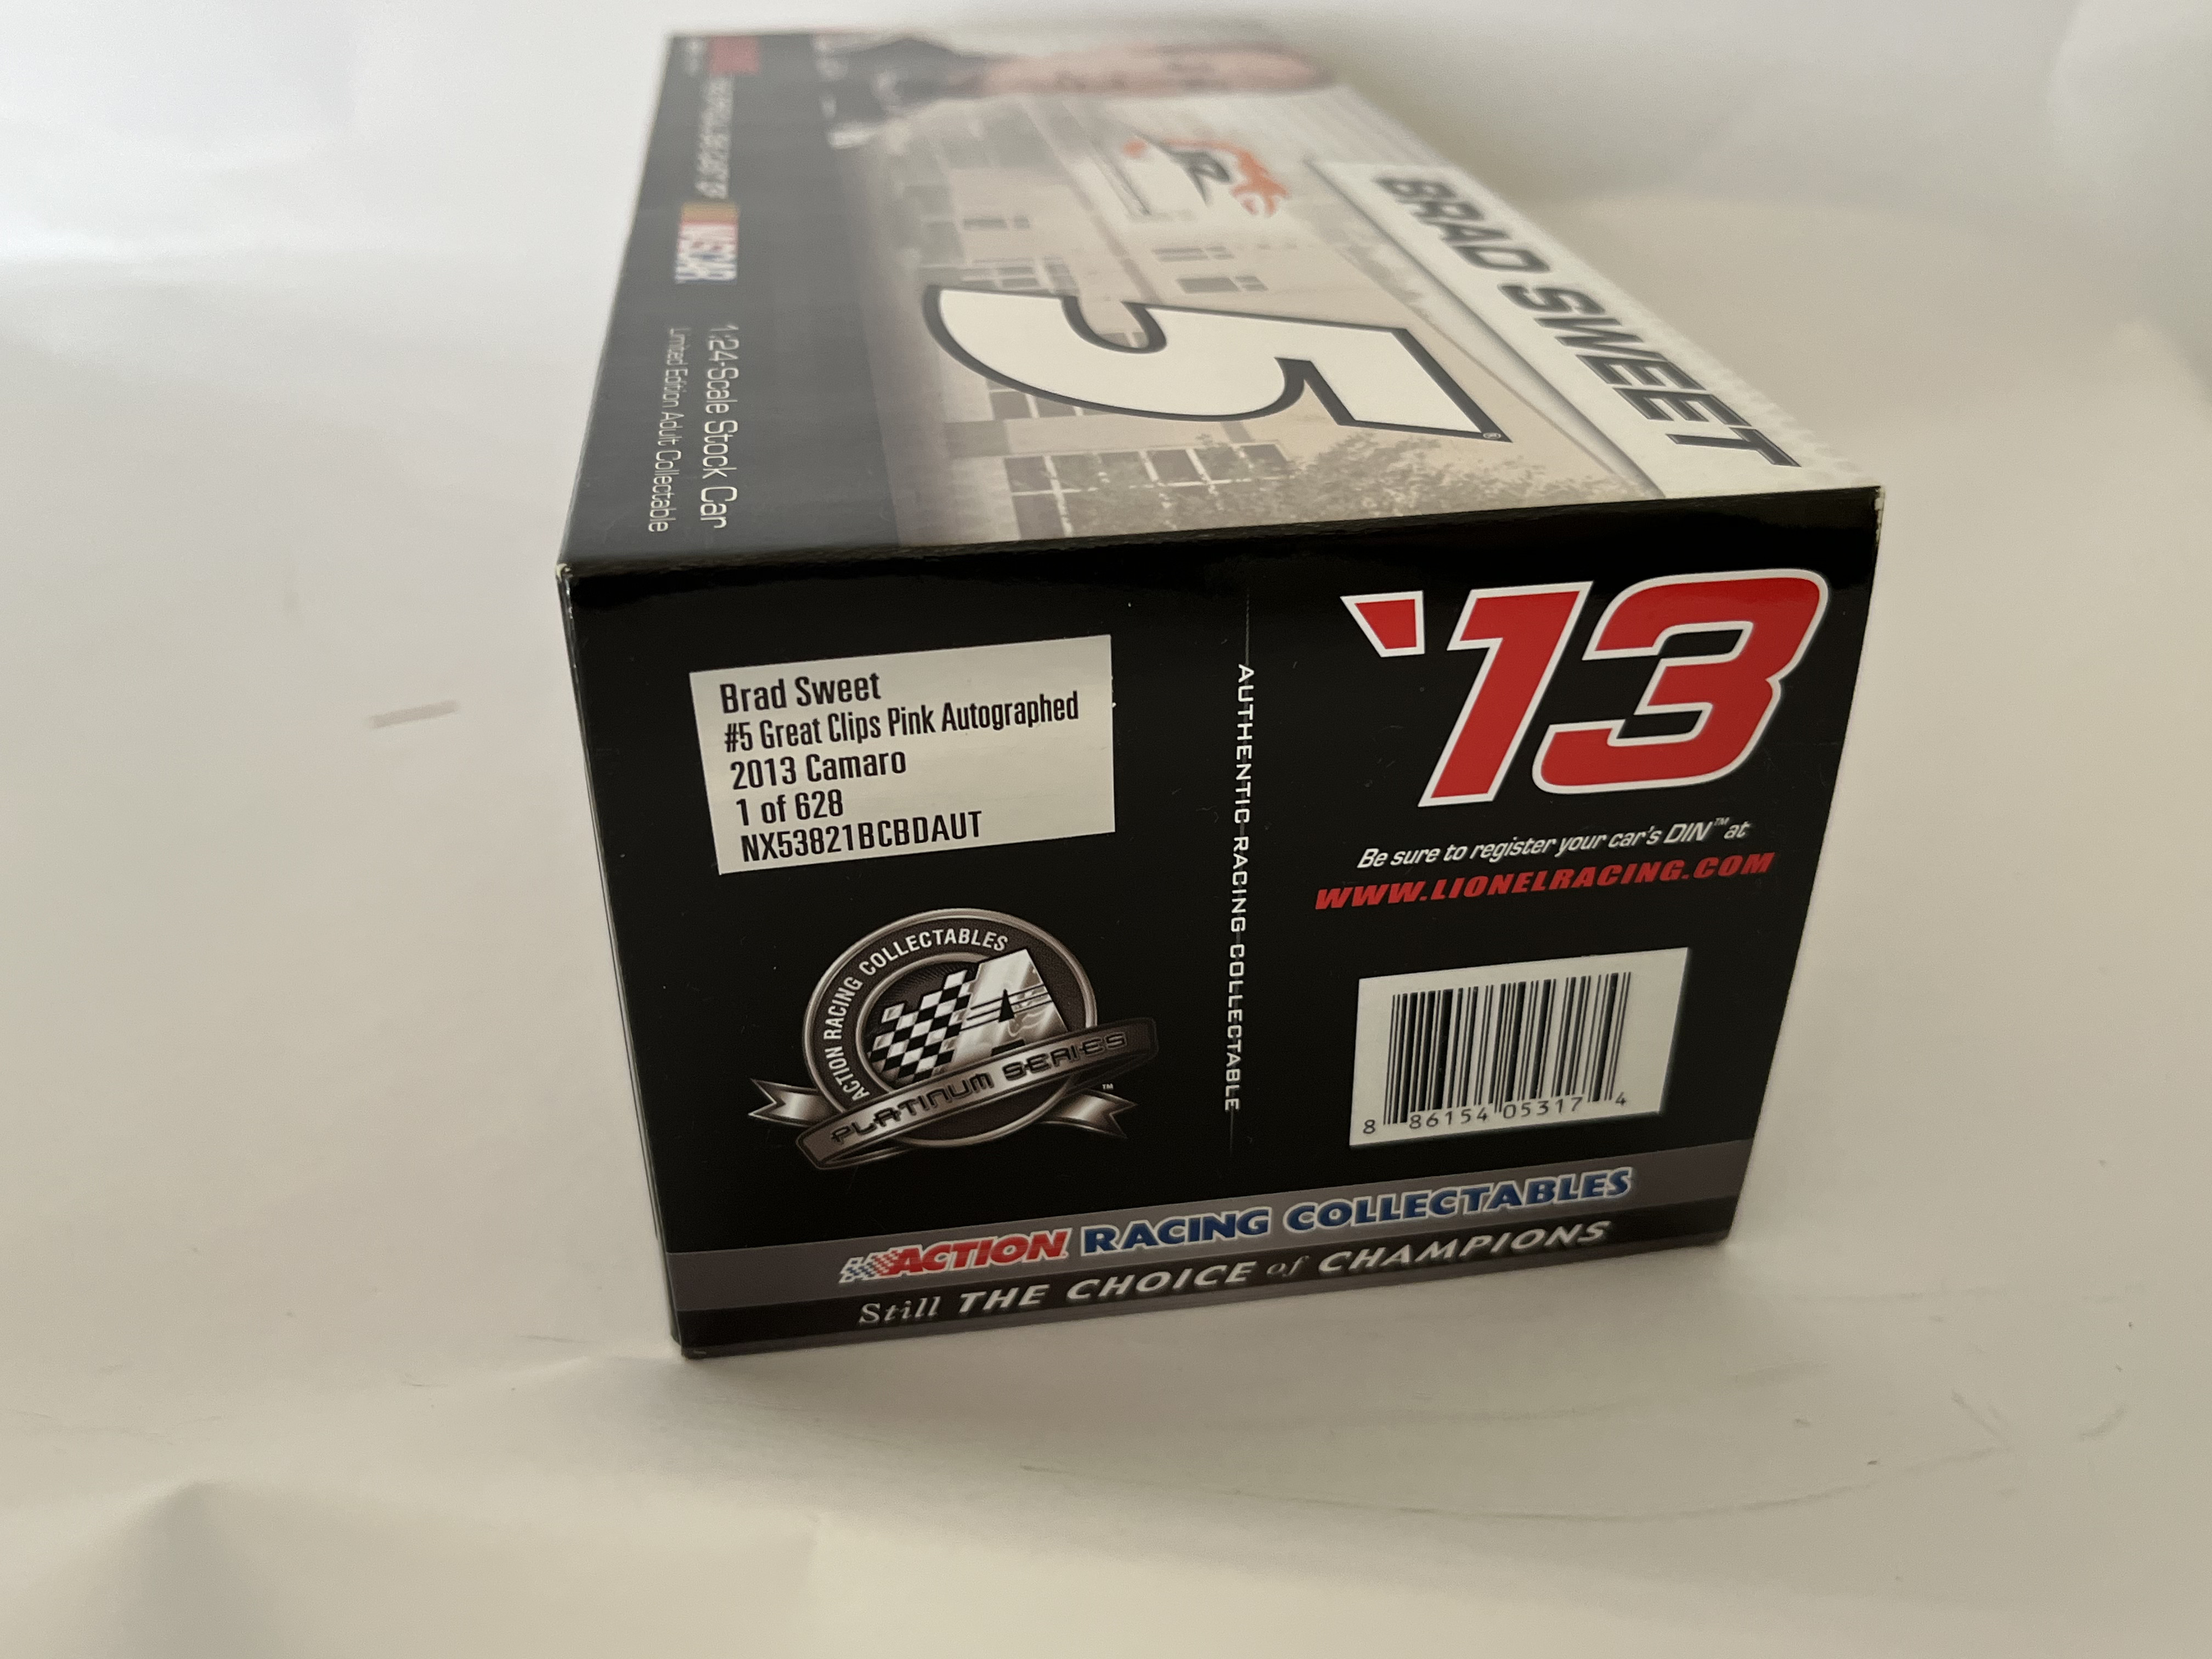 BRAD SWEET
5
JR
NASCAR
1:24-Scale Stock Car
Limited Edition Adult Collectable
Brad Sweet
#5 Great Clips Pink Autographed
2013 Camaro
1 of 628
NX53821BCBDAUT
ACTION RACING COLLECTABLES
A
PLATINUM SERIES
TM
AUTHENTIC RACING COLLECTABLE
'13
Be sure to register your car's DIN™ at
WWW.LIONELRACING.COM
8 86154 05317 4
ACTION RACING COLLECTABLES
Still THE CHOICE of CHAMPIONS